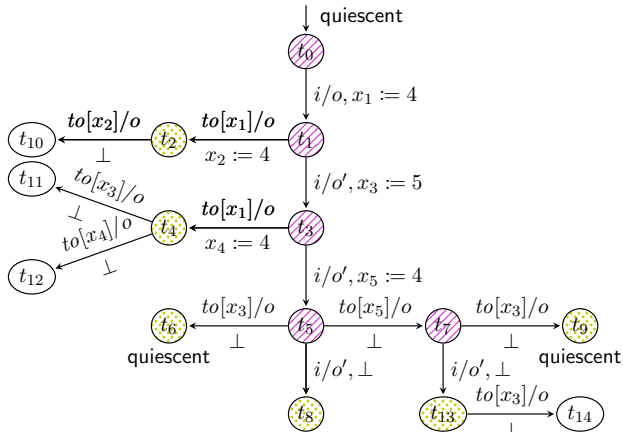 quiescent
t₀
i/o, x₁ := 4
to[x₂]/o
to[x₁]/o
t₁₀
t₂
t₁
⊥
x₂ := 4
t₁₁
to[x₃]/o
i/o′, x₃ := 5
⊥
to[x₁]/o
to[x₄]/o
t₄
t₃
⊥
x₄ := 4
t₁₂
i/o′, x₅ := 4
to[x₃]/o
to[x₅]/o
to[x₃]/o
t₆
t₅
t₇
t₉
⊥
⊥
⊥
quiescent
quiescent
i/o′, ⊥
i/o′, ⊥
to[x₃]/o
t₈
t₁₃
t₁₄
⊥